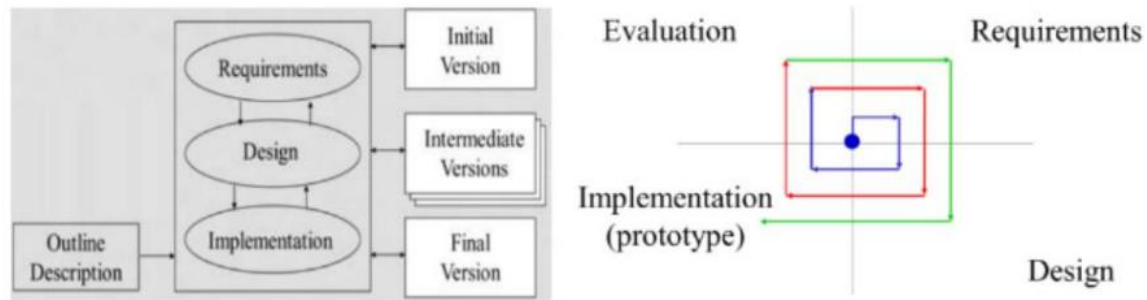 Requirements
Design
Implementation
Outline
Description
Initial
Version
Intermediate
Versions
Final
Version
Evaluation
Requirements
Implementation
(prototype)
Design